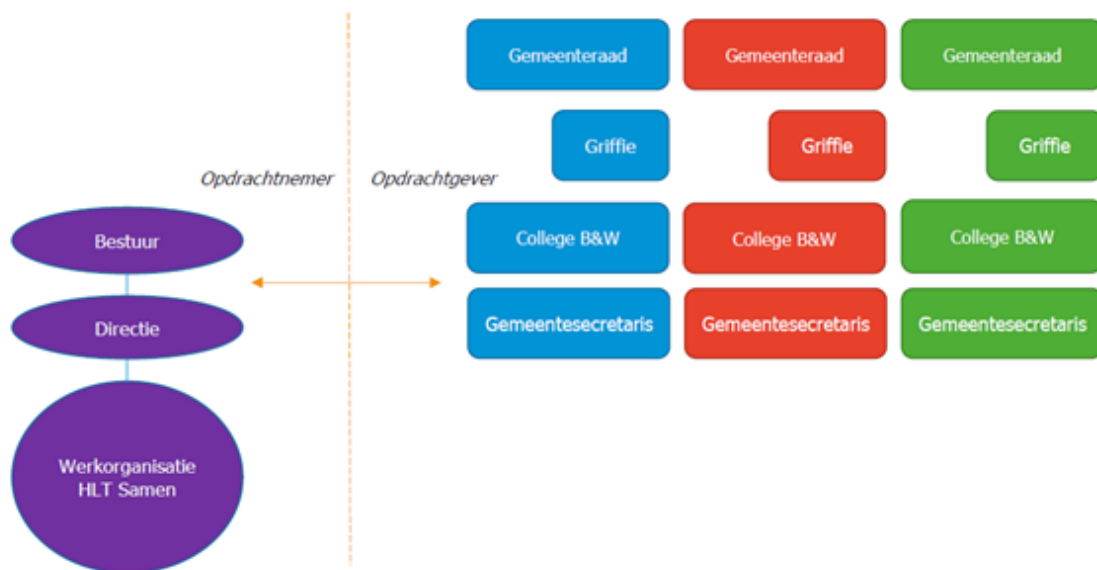 Gemeenteraad
Gemeenteraad
Gemeenteraad
Griffie
Griffie
Griffie
Opdrachtnemer
Opdrachtgever
Bestuur
College B&W
College B&W
College B&W
Directie
Gemeentesecretaris
Gemeentesecretaris
Gemeentesecretaris
Werkorganisatie
HLT Samen